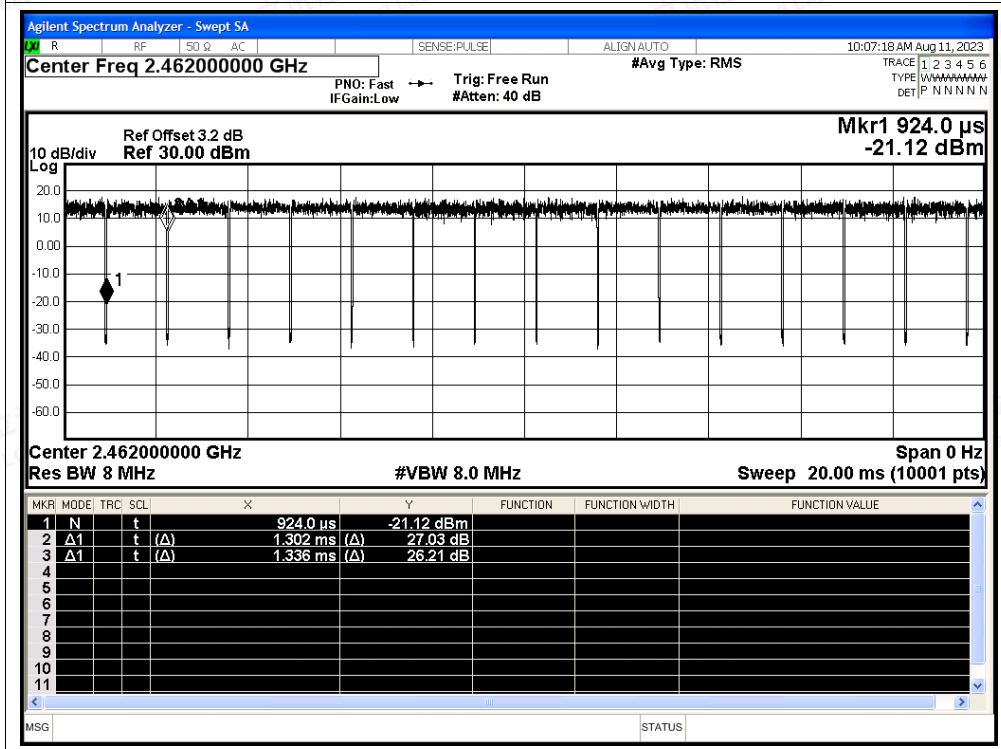 Agilent Spectrum Analyzer - Swept SA
LXI R RF 50 Ω AC SENSE:PULSE ALIGN AUTO 10:07:18 AM Aug 11, 2023
Center Freq 2.462000000 GHz #Avg Type: RMS TRACE 1 2 3 4 5 6
PNO: Fast Trig: Free Run TYPE
IFGain:Low #Atten: 40 dB DET P N N N N N
Mkr1 924.0 µs
Ref Offset 3.2 dB
10 dB/div Ref 30.00 dBm -21.12 dBm
Log
20.0
10.0
0.00
-10.0
1
-20.0
-30.0
-40.0
-50.0
-60.0
Center 2.462000000 GHz Span 0 Hz
Res BW 8 MHz #VBW 8.0 MHz Sweep 20.00 ms (10001 pts)
MKR MODE TRC SCL X Y FUNCTION FUNCTION WIDTH FUNCTION VALUE
1 N t 924.0 µs -21.12 dBm
2 Δ1 t (Δ) 1.302 ms (Δ) 27.03 dB
3 Δ1 t (Δ) 1.336 ms (Δ) 26.21 dB
4
5
6
7
8
9
10
11
MSG STATUS